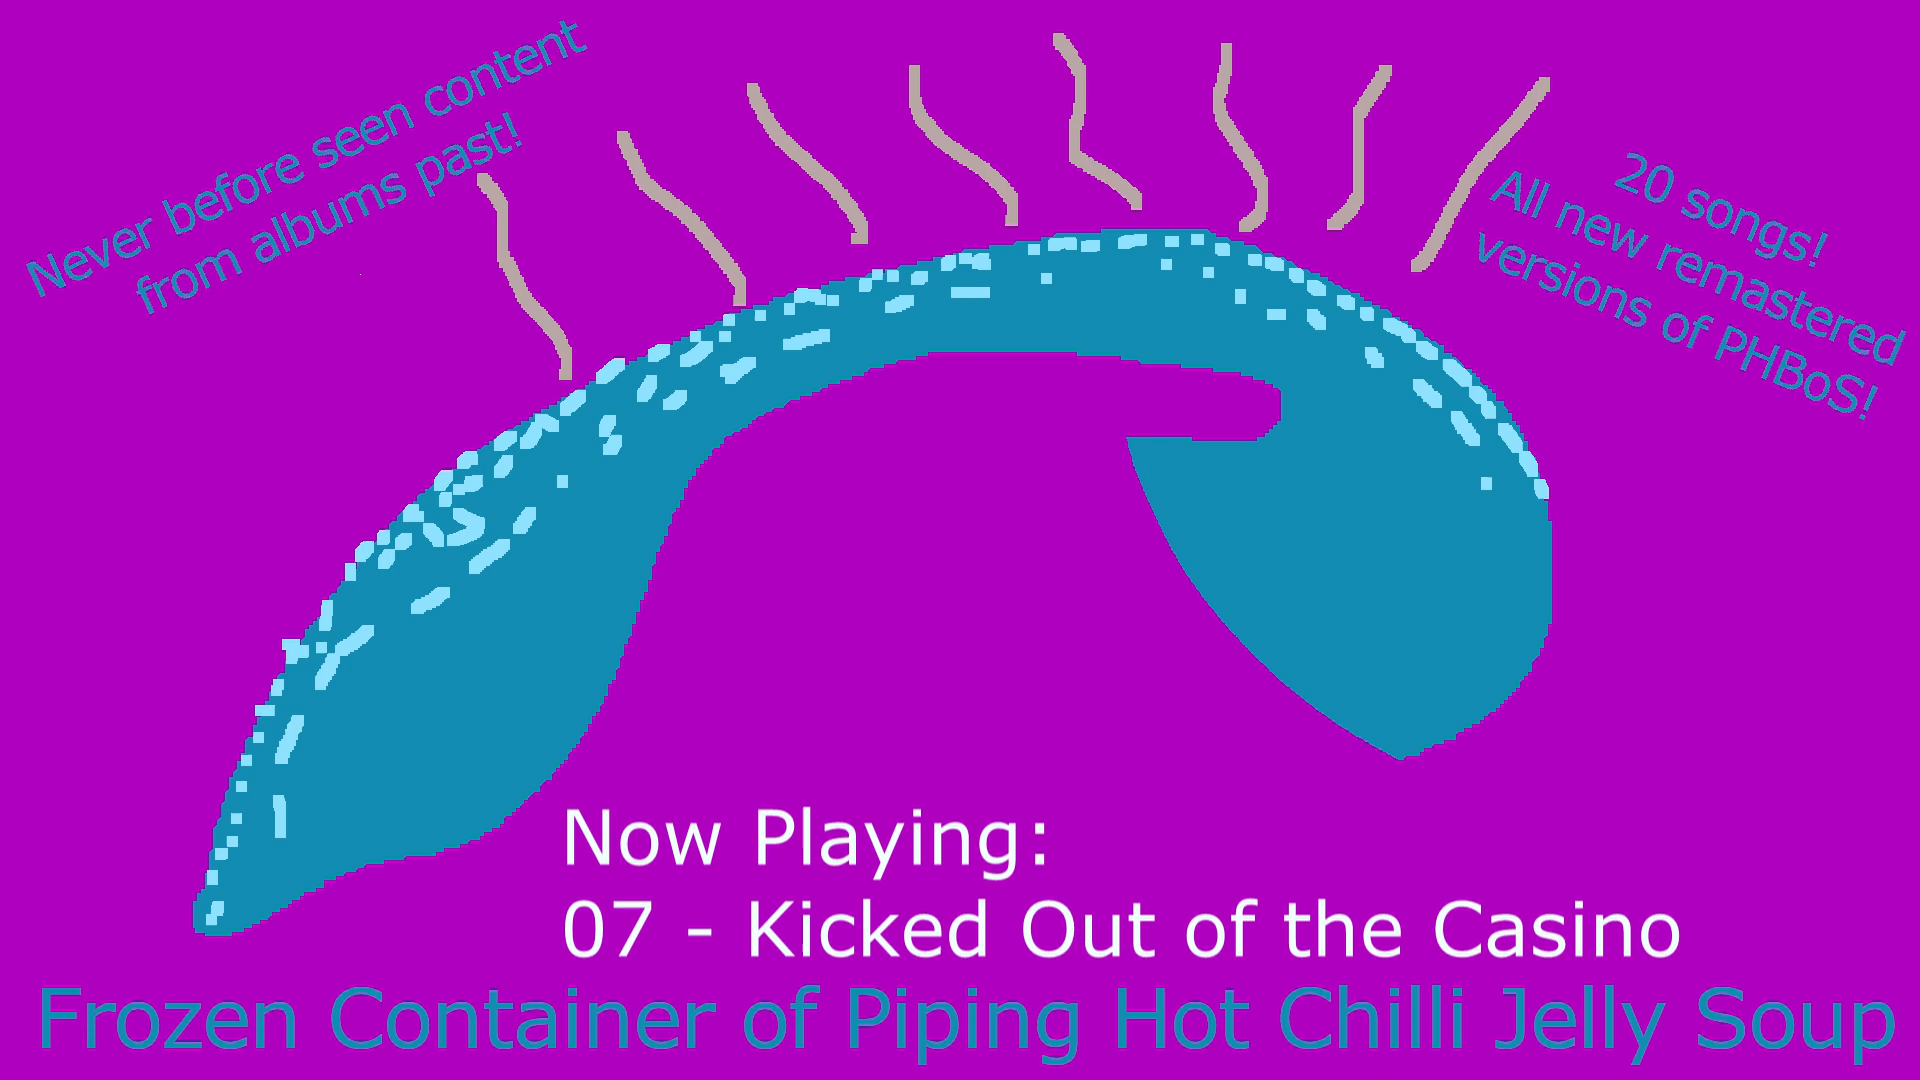 Never before seen content
from albums past!
20 songs!
All new remastered
versions of PHBoS!
Now Playing:
07 - Kicked Out of the Casino
Frozen Container of Piping Hot Chilli Jelly Soup